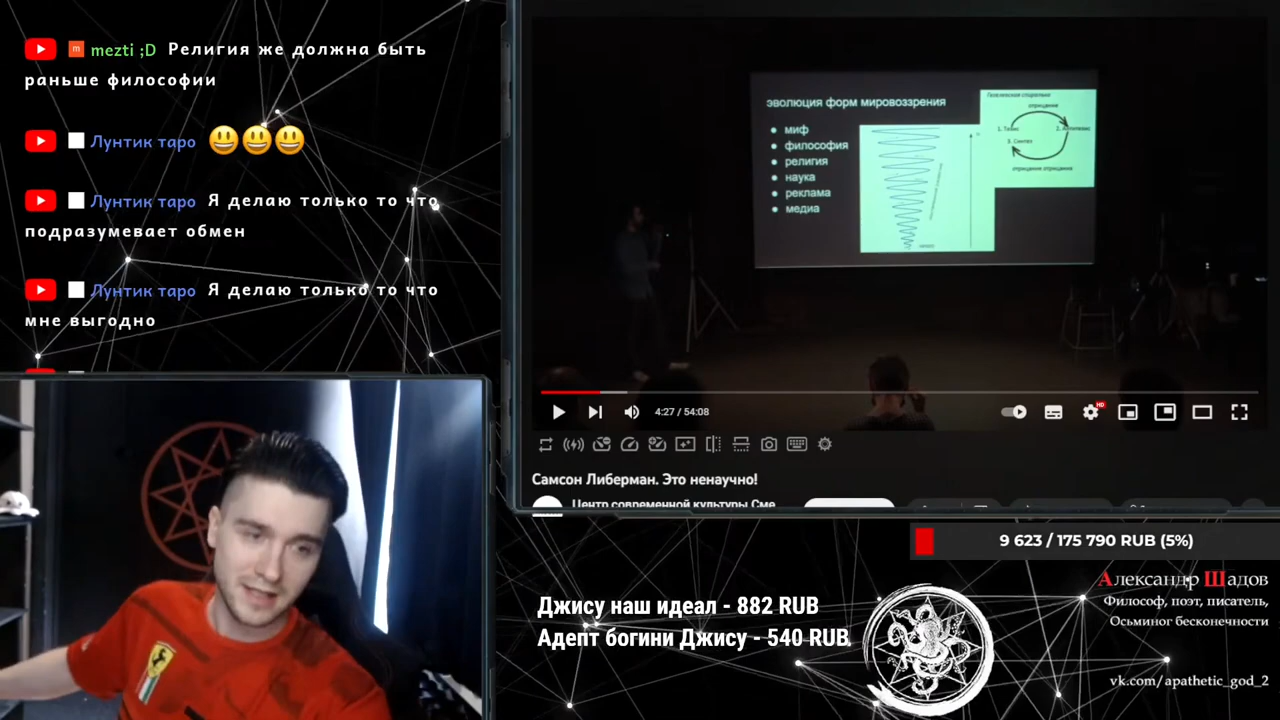 mezti ;D Религия же должна быть
раньше философии
Лунтик таро
Лунтик таро Я делаю только то что
подразумевает обмен
Лунтик таро Я делаю только то что
мне выгодно
эволюция форм мировоззрения
миф
философия
религия
наука
реклама
медиа
отрицание
1. Тезис
3. Синтез
отрицание отрицания
4:27 / 54:08
HD
Самсон Либерман. Это ненаучно!
Центр современной культуры Сме
9 623 / 175 790 RUB (5%)
Джису наш идеал - 882 RUB
Адепт богини Джису - 540 RUB
Александр Шадов
Философ, поэт, писатель,
Осьминог бесконечности
vk.com/apathetic_god_2